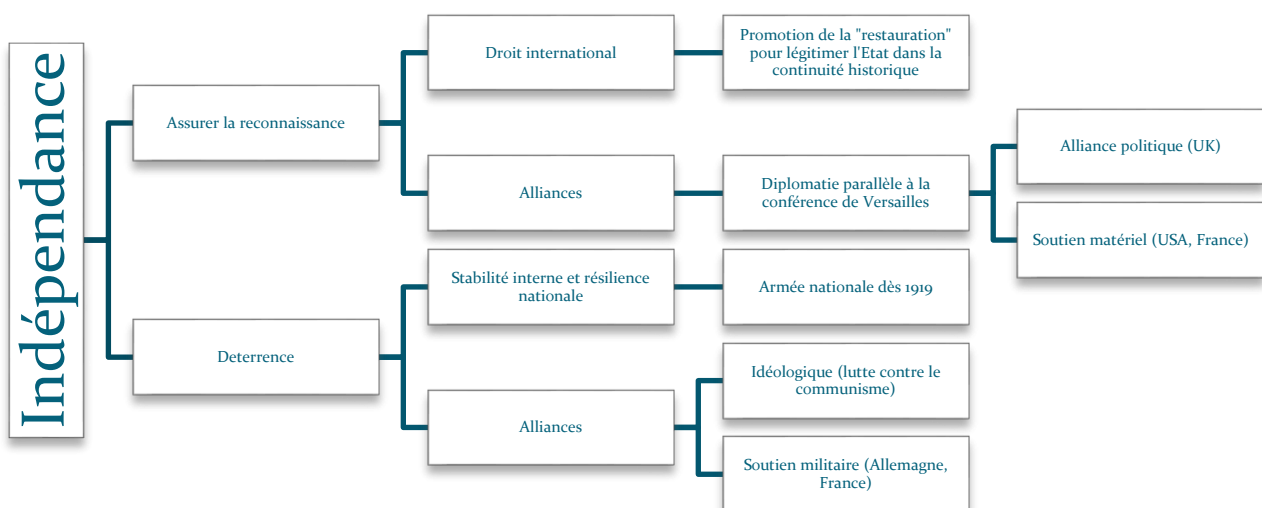 Indépendance
Assurer la reconnaissance
Droit international
Promotion de la "restauration"
pour légitimer l'Etat dans la
continuité historique
Alliances
Diplomatie parallèle à la
conférence de Versailles
Alliance politique (UK)
Soutien matériel (USA, France)
Deterrence
Stabilité interne et résilience
nationale
Armée nationale dès 1919
Alliances
Idéologique (lutte contre le
communisme)
Soutien militaire (Allemagne,
France)